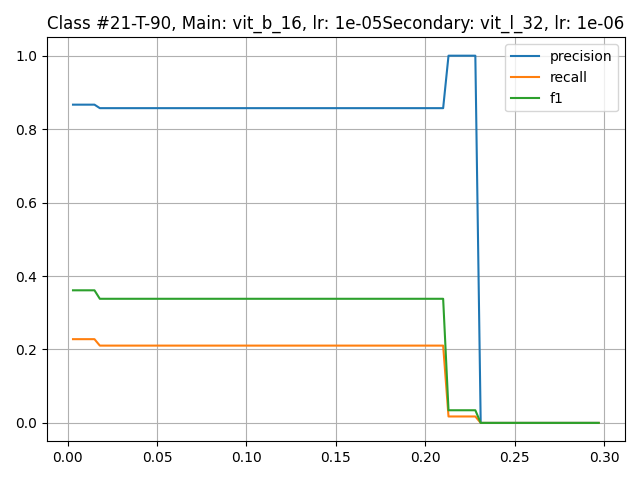 Class #21-T-90, Main: vit_b_16, lr: 1e-05Secondary: vit_l_32, lr: 1e-06
precision
recall
f1
1.0
0.8
0.6
0.4
0.2
0.0
0.00 0.05 0.10 0.15 0.20 0.25 0.30